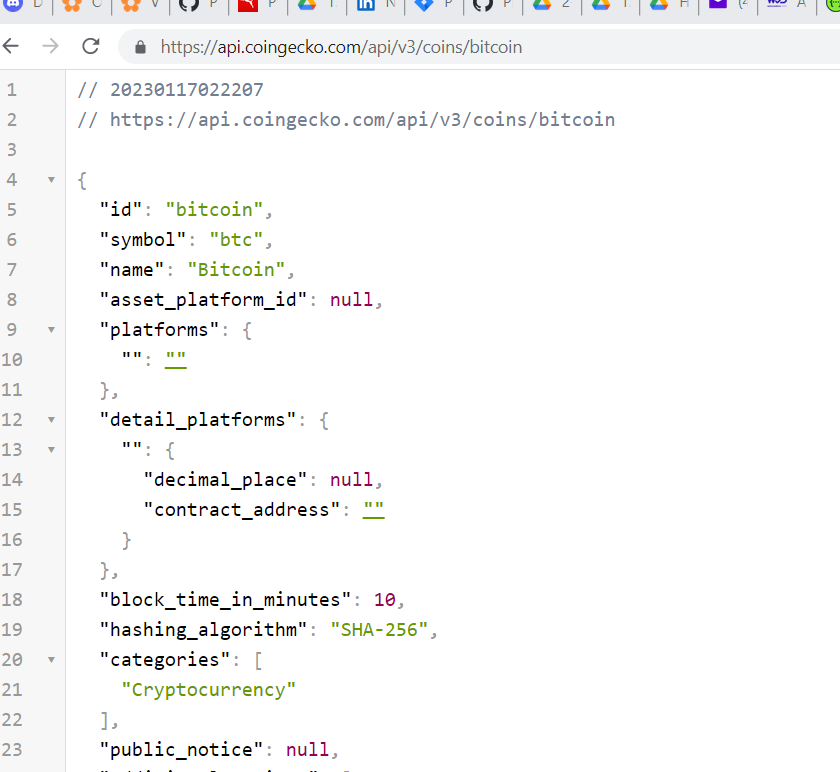 D C V P P T N P P 2 T H (2 A
https://api.coingecko.com/api/v3/coins/bitcoin
1 // 20230117022207
2 // https://api.coingecko.com/api/v3/coins/bitcoin
3
4 {
5 "id": "bitcoin",
6 "symbol": "btc",
7 "name": "Bitcoin",
8 "asset_platform_id": null,
9 "platforms": {
10 "": ""
11 },
12 "detail_platforms": {
13 "": {
14 "decimal_place": null,
15 "contract_address": ""
16 }
17 },
18 "block_time_in_minutes": 10,
19 "hashing_algorithm": "SHA-256",
20 "categories": [
21 "Cryptocurrency"
22 ],
23 "public_notice": null,